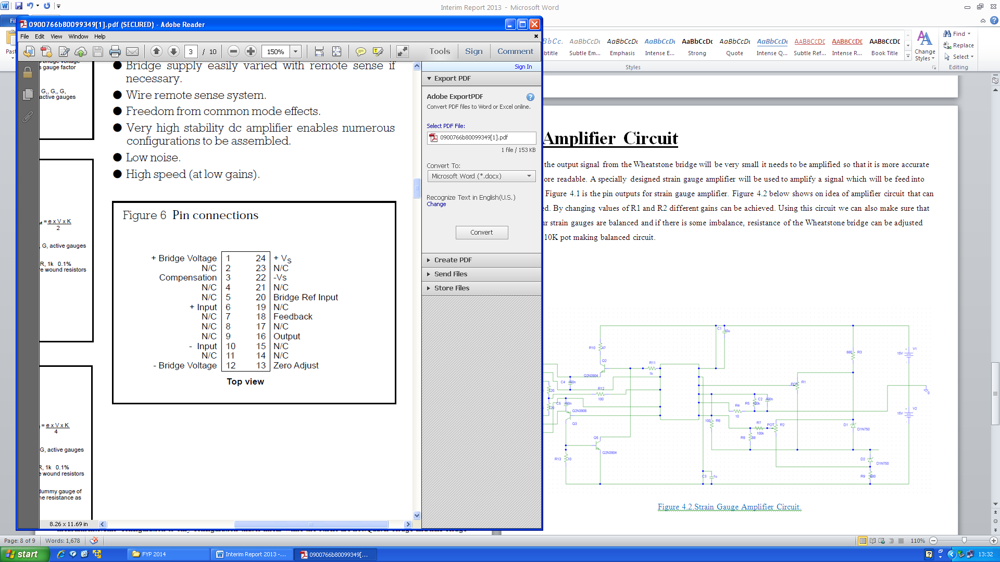 Interim Report 2013 - Microsoft Word
0900766b80099349[1].pdf (SECURED) - Adobe Reader
File Edit View Window Help
3 / 10
150%
Tools Sign Comment
Sign In
Subtle Em...
Emphasis
Intense E...
Strong
Quote
Intense Q...
Subtle Ref...
Intense R...
Book Title
Change
Styles
Find
Replace
Select
Styles
Editing
s gauge factor
G,, G,, G,
active gauges
= e x V x K
2
, G, active gauges
R, 1k 0.1%
e wound resistors
= e x V x K
4
G, active gauges
R, 1k 0.1%
e wound resistors
dummy gauge of
ne resistance as
● Bridge supply easily varied with remote sense if
necessary.
● Wire remote sense system.
● Freedom from common mode effects.
● Very high stability dc amplifier enables numerous
configurations to be assembled.
● Low noise.
● High speed (at low gains).
Figure 6 Pin connections
+ Bridge Voltage 1 24 + Vs
N/C 2 23 N/C
Compensation 3 22 -Vs
N/C 4 21 N/C
N/C 5 20 Bridge Ref Input
+ Input 6 19 N/C
N/C 7 18 Feedback
N/C 8 17 N/C
N/C 9 16 Output
- Input 10 15 N/C
N/C 11 14 N/C
- Bridge Voltage 12 13 Zero Adjust
Top view
8.26 x 11.69 in
Export PDF
Adobe ExportPDF
Convert PDF files to Word or Excel online.
Select PDF File:
0900766b80099349[1].pdf
1 file / 153 KB
Convert To:
Microsoft Word (*.docx)
Recognize Text in English(U.S.)
Change
Convert
Create PDF
Send Files
Store Files
Amplifier Circuit
the output signal from the Wheatstone bridge will be very small it needs to be amplified so that it is more accurate
ore readable. A specially designed strain gauge amplifier will be used to amplify a signal which will be feed into
Figure 4.1 is the pin outputs for strain gauge amplifier. Figure 4.2 below shows on idea of amplifier circuit that can
ed. By changing values of R1 and R2 different gains can be achieved. Using this circuit we can also make sure that
ur strain gauges are balanced and if there is some imbalance, resistance of the Wheatstone bridge can be adjusted
10K pot making balanced circuit.
C1 10u
R10 47
Q2
Q2N3904
R11
1k
C4 100n
R12
100
120
120
C5 100n
Q2N3906
Q3
Q5
Q2N3904
R13 10
C3 1u
100 R6
R4
10
R5 100k
C2 100n
R7
100k
R8 68
POT R2
POT R1
680 R3
D1
D1N750
D2
D1N750
R9 680
V1
15V
V2
15V
0
Figure 4.2.Strain Gauge Amplifier Circuit.
Page: 8 of 9 Words: 1,678
110%
start
FYP 2014
Interim Report 2013 -...
0900766b80099349[...
13:32